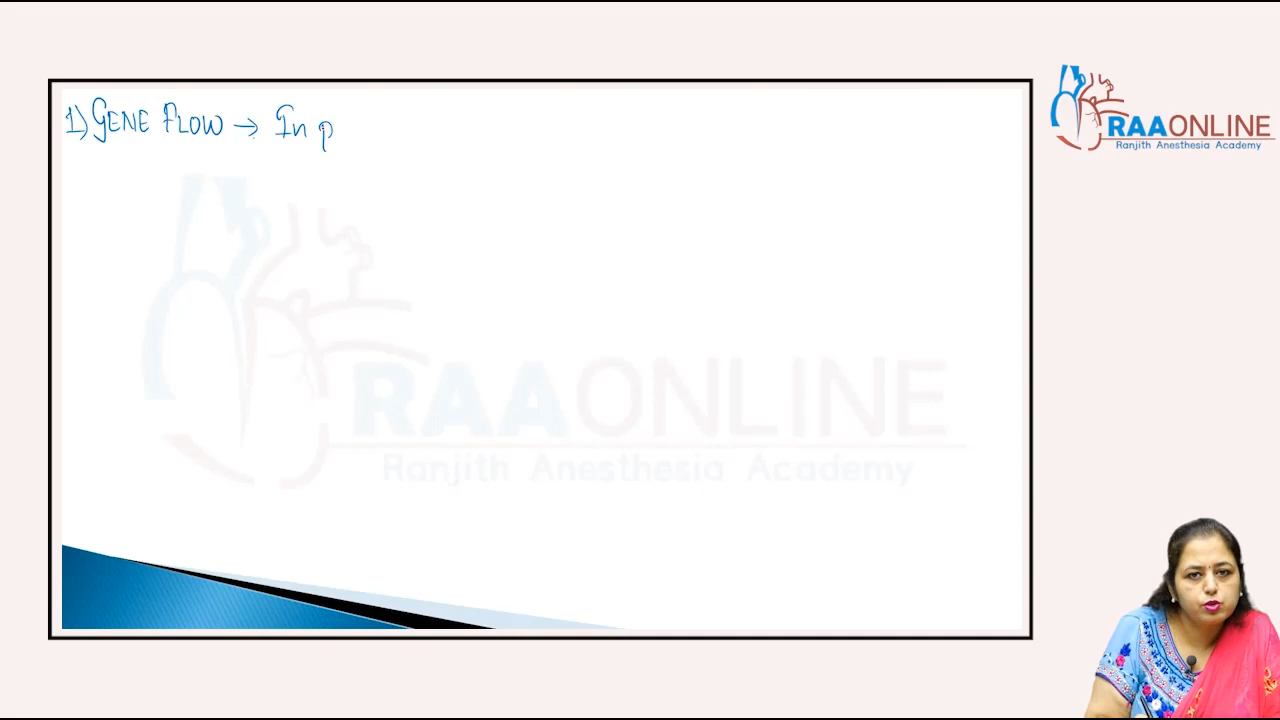 1) GENE FLOW → In p
RAAONLINE
Ranjith Anesthesia Academy
RAAONLINE
Ranjith Anesthesia Academy